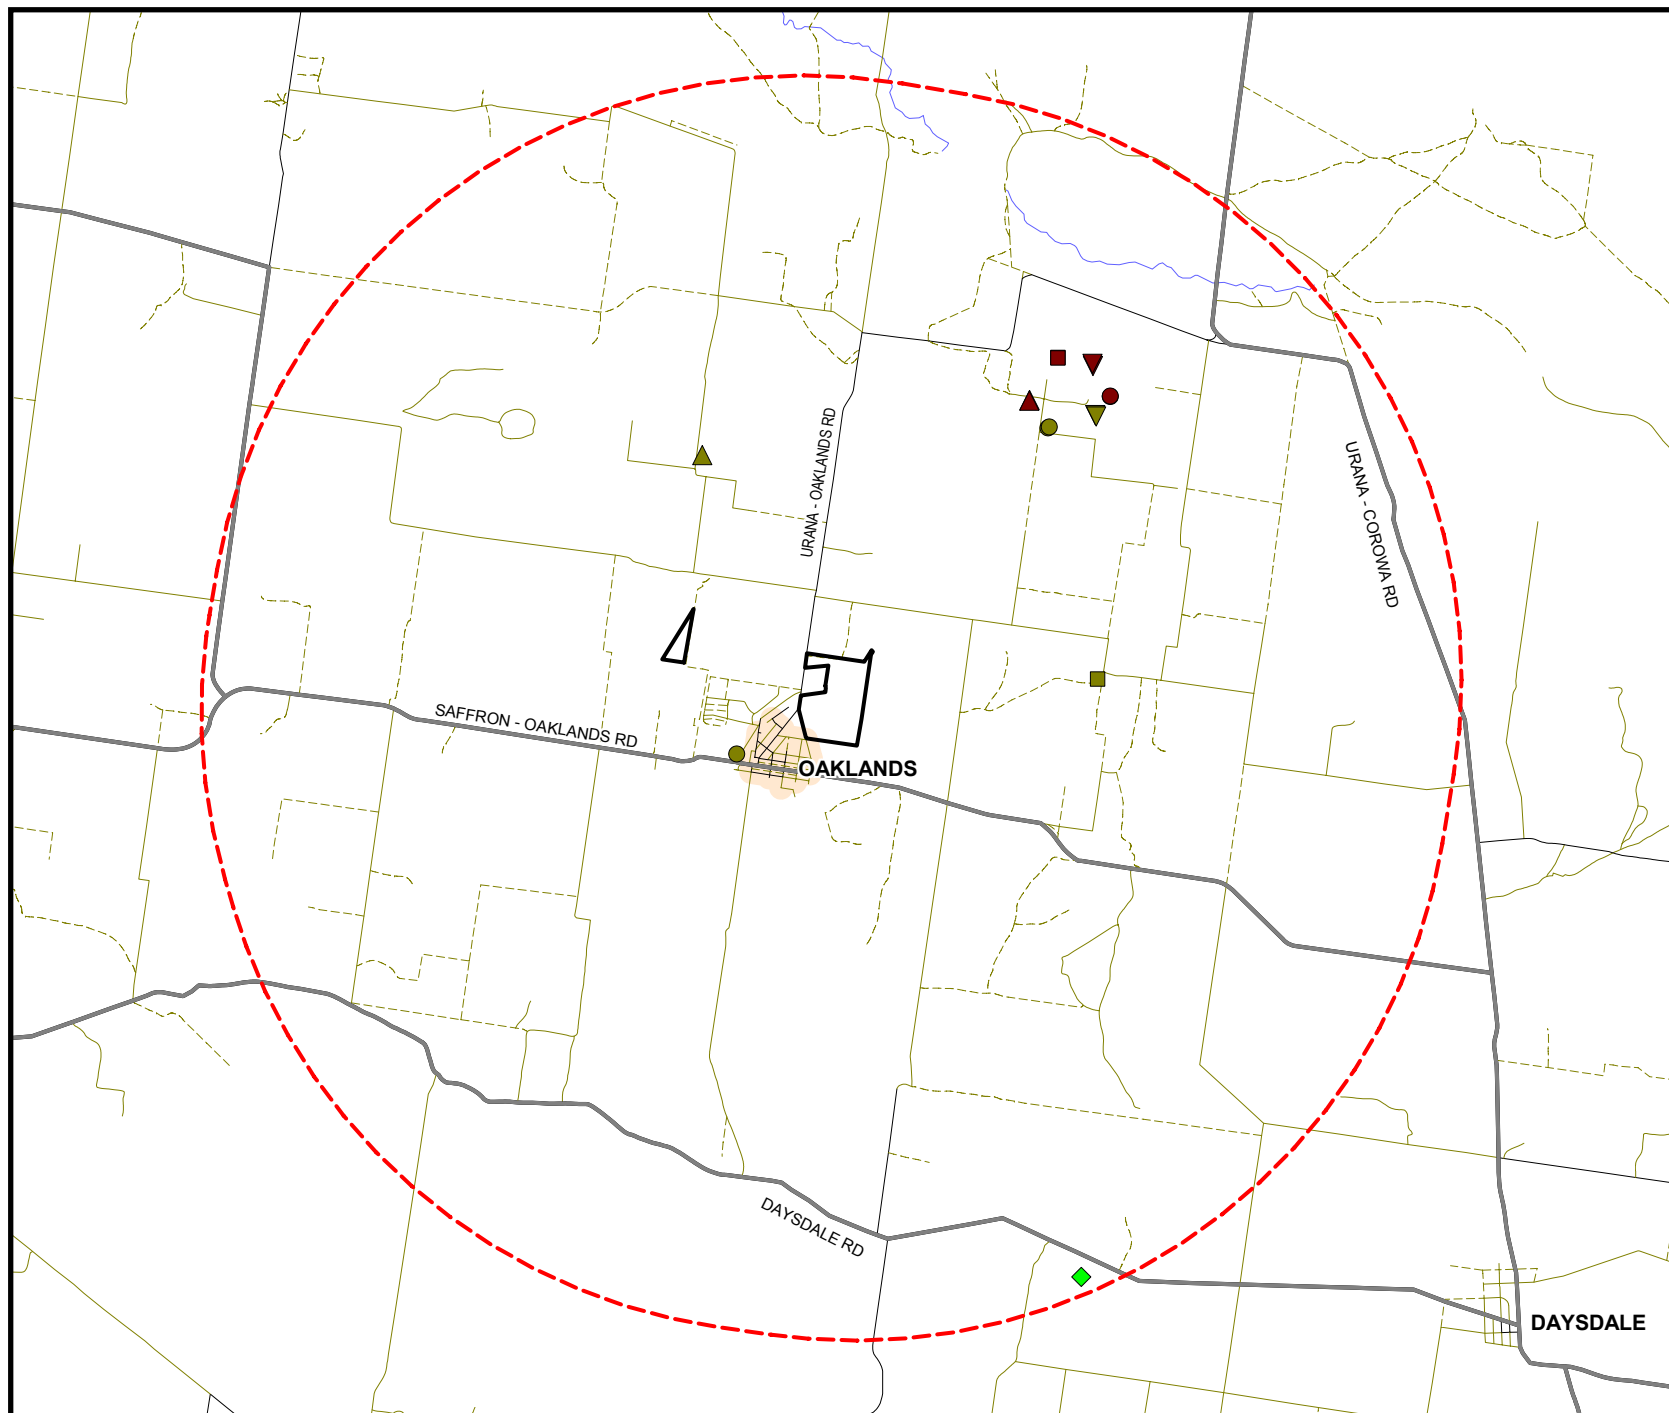 URANA - OAKLANDS RD
URANA - COROWA RD
SAFFRON - OAKLANDS RD
OAKLANDS
DAYSDALE RD
DAYSDALE